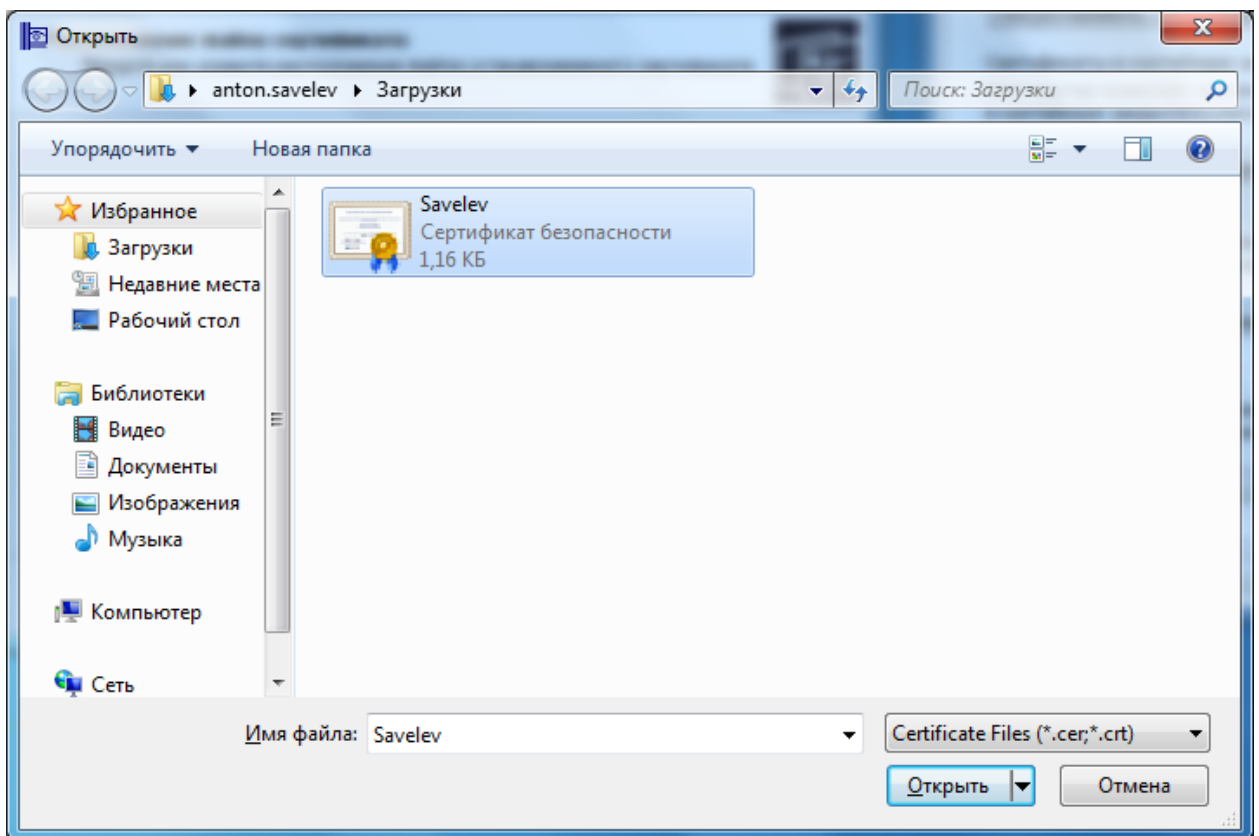 Открыть
anton.savelev Загрузки
Поиск: Загрузки
Упорядочить Новая папка
Избранное
Загрузки
Недавние места
Рабочий стол
Библиотеки
Видео
Документы
Изображения
Музыка
Компьютер
Сеть
Savelev
Сертификат безопасности
1,16 КБ
Имя файла: Savelev
Certificate Files (*.cer;*.crt)
Открыть Отмена